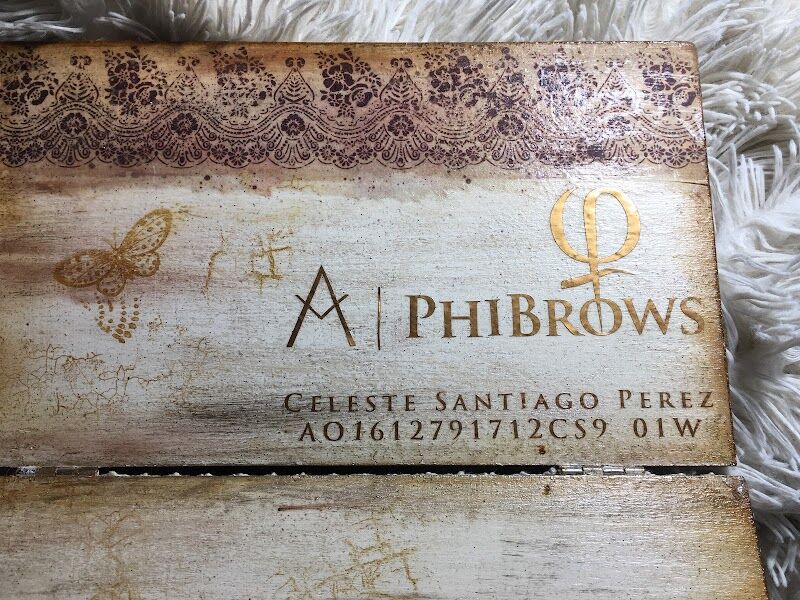 A | PHIBROWS
CELESTE SANTIAGO PEREZ
AO1612791712CS9 01W